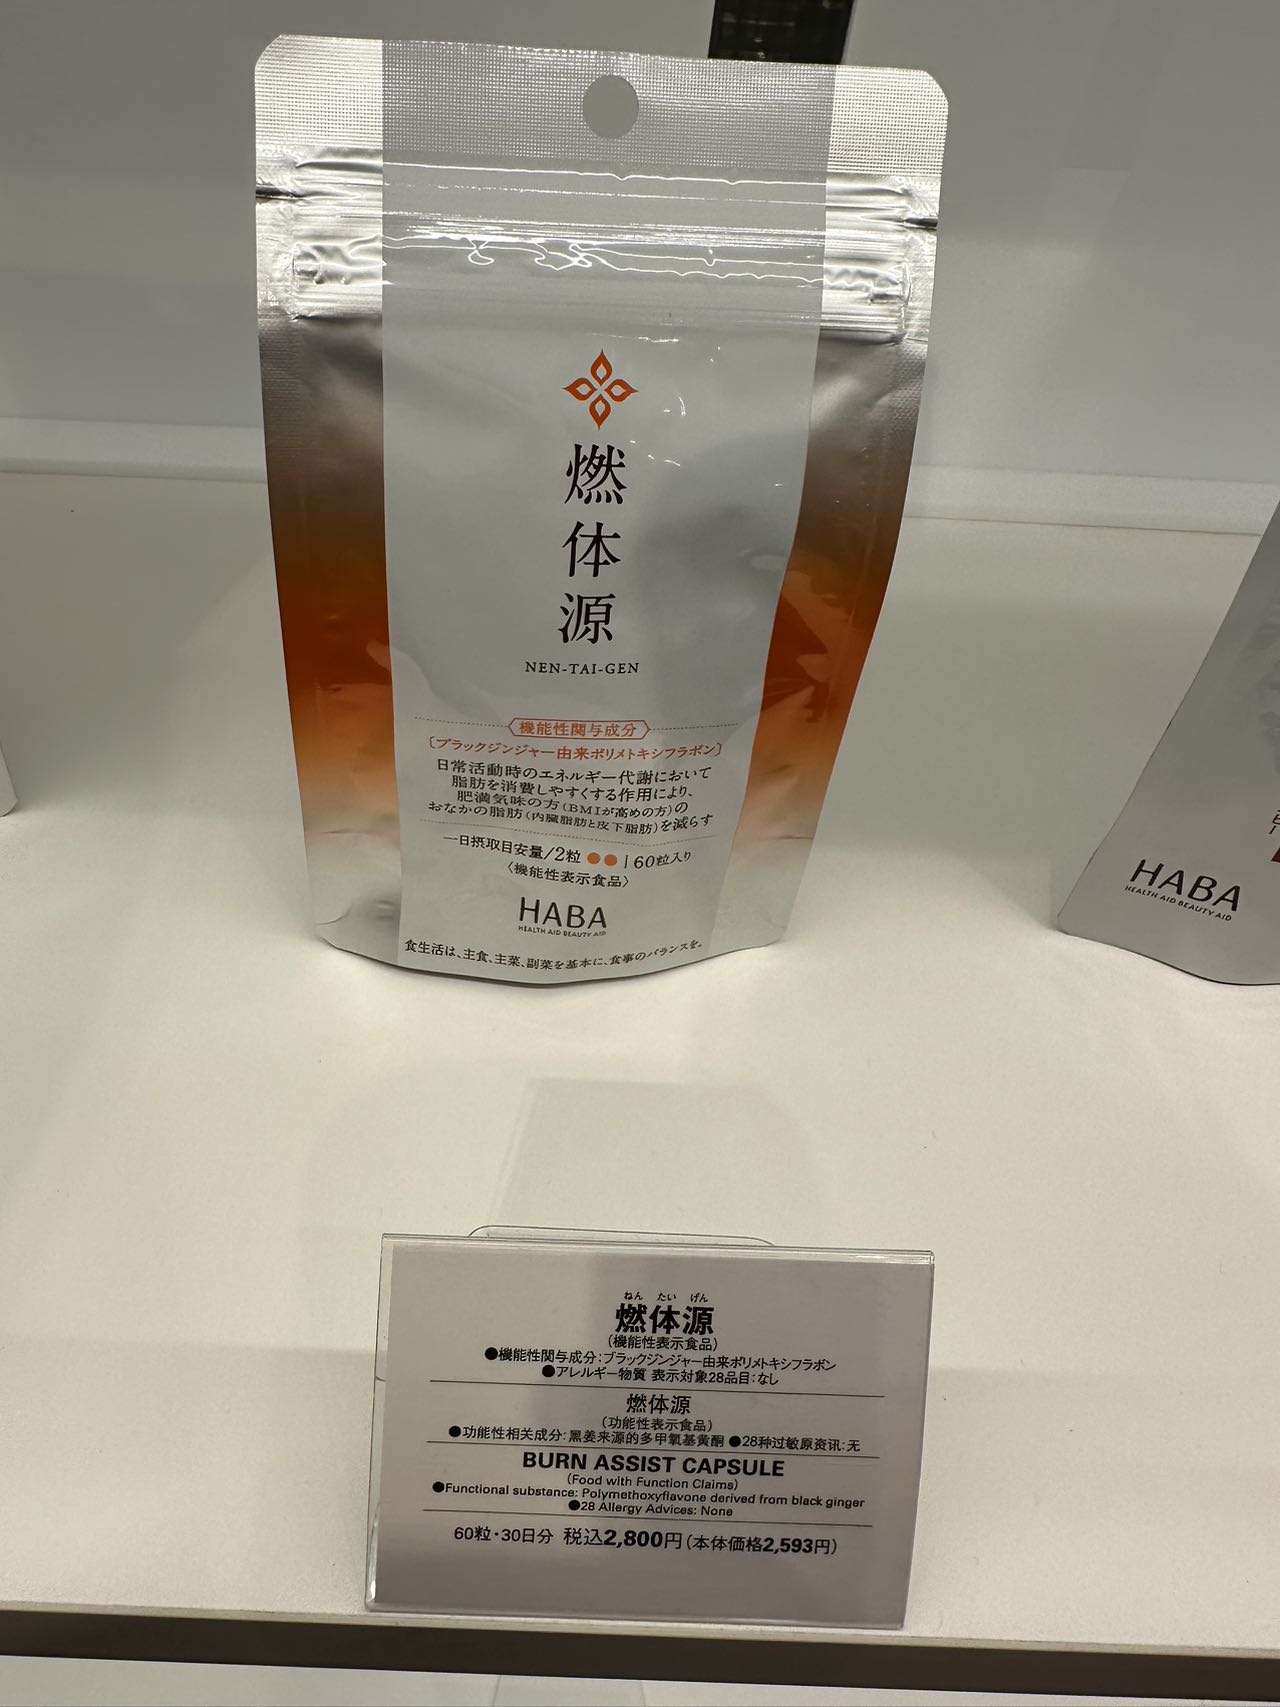 燃体源
NEN-TAI-GEN
機能性関与成分
〔ブラックジンジャー由来ポリメトキシフラボン〕
日常活動時のエネルギー代謝において
脂肪を消費しやすくする作用により、
肥満気味の方(BMIが高めの方)の
おなかの脂肪(内臓脂肪と皮下脂肪)を減らす
一日摂取目安量/2粒 ●● | 60粒入り
〈機能性表示食品〉
HABA
HEALTH AID BEAUTY AID
食生活は、主食、主菜、副菜を基本に、食事のバランスを。
HABA
HEALTH AID BEAUTY AID
ねん たい げん
燃体源
(機能性表示食品)
●機能性関与成分:ブラックジンジャー由来ポリメトキシフラボン
●アレルギー物質 表示対象28品目:なし
燃体源
(功能性表示食品)
●功能性相关成分:黑姜来源的多甲氧基黄酮 ●28种过敏原资讯:无
BURN ASSIST CAPSULE
(Food with Function Claims)
●Functional substance: Polymethoxyflavone derived from black ginger
●28 Allergy Advices: None
60粒・30日分 税込2,800円(本体価格2,593円)